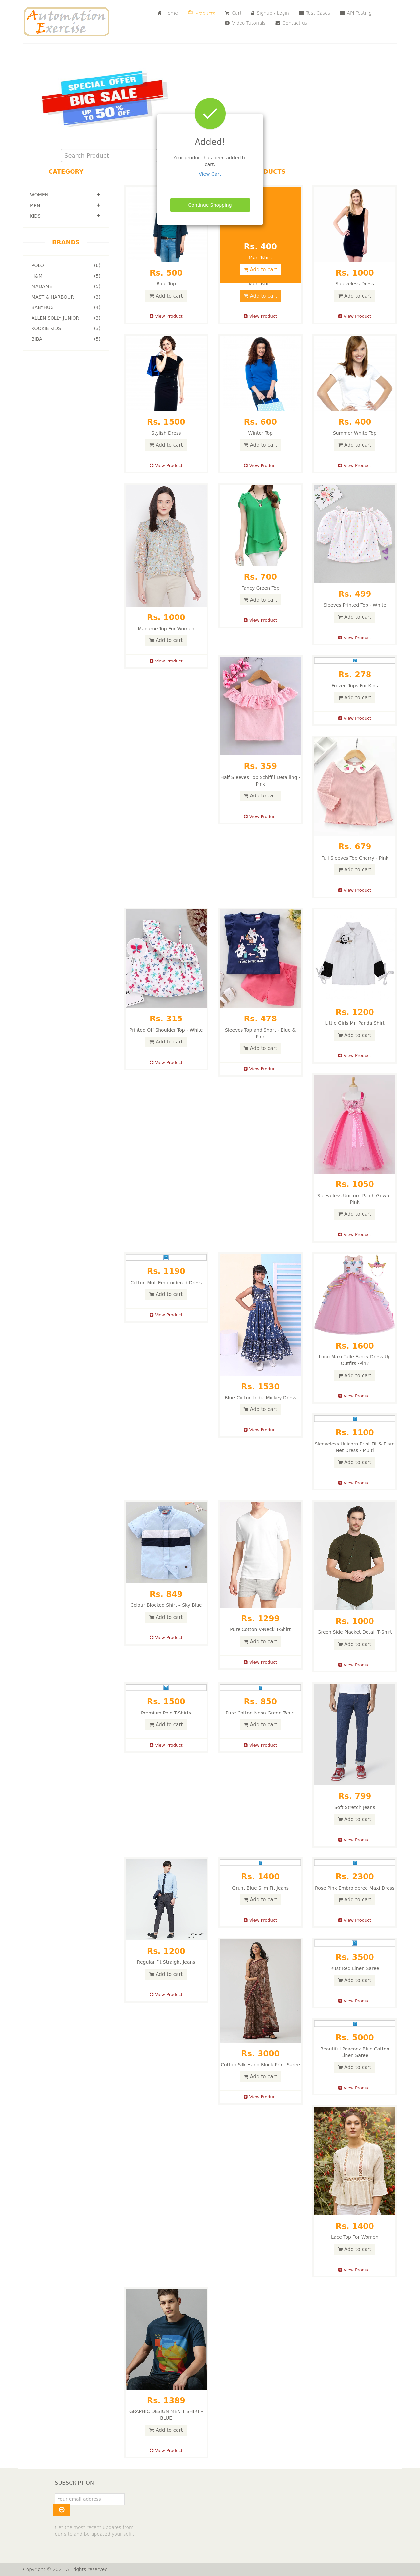 Automation
Exercise
Home
Products
Cart
Signup / Login
Test Cases
API Testing
Video Tutorials
Contact us
SPECIAL OFFER
BIG SALE
UP TO 50 % OFF
Search Product
Added!
Your product has been added to cart.
View Cart
Continue Shopping
CATEGORY
WOMEN
MEN
KIDS
BRANDS
POLO (6)
H&M (5)
MADAME (5)
MAST & HARBOUR (3)
BABYHUG (4)
ALLEN SOLLY JUNIOR (3)
KOOKIE KIDS (3)
BIBA (5)
Rs. 500
Blue Top
Add to cart
View Product
Rs. 400
Men Tshirt
Add to cart
Men Tshirt
Add to cart
View Product
Rs. 1000
Sleeveless Dress
Add to cart
View Product
Rs. 1500
Stylish Dress
Add to cart
View Product
Rs. 600
Winter Top
Add to cart
View Product
Rs. 400
Summer White Top
Add to cart
View Product
Rs. 1000
Madame Top For Women
Add to cart
View Product
Rs. 700
Fancy Green Top
Add to cart
View Product
Rs. 499
Sleeves Printed Top - White
Add to cart
View Product
Rs. 359
Half Sleeves Top Schiffli Detailing - Pink
Add to cart
View Product
Rs. 278
Frozen Tops For Kids
Add to cart
View Product
Rs. 679
Full Sleeves Top Cherry - Pink
Add to cart
View Product
Rs. 315
Printed Off Shoulder Top - White
Add to cart
View Product
Rs. 478
Sleeves Top and Short - Blue & Pink
Add to cart
View Product
Rs. 1200
Little Girls Mr. Panda Shirt
Add to cart
View Product
Rs. 1050
Sleeveless Unicorn Patch Gown - Pink
Add to cart
View Product
Rs. 1190
Cotton Mull Embroidered Dress
Add to cart
View Product
Rs. 1530
Blue Cotton Indie Mickey Dress
Add to cart
View Product
Rs. 1600
Long Maxi Tulle Fancy Dress Up Outfits -Pink
Add to cart
View Product
Rs. 1100
Sleeveless Unicorn Print Fit & Flare Net Dress - Multi
Add to cart
View Product
Rs. 849
Colour Blocked Shirt – Sky Blue
Add to cart
View Product
Rs. 1299
Pure Cotton V-Neck T-Shirt
Add to cart
View Product
Rs. 1000
Green Side Placket Detail T-Shirt
Add to cart
View Product
Rs. 1500
Premium Polo T-Shirts
Add to cart
View Product
Rs. 850
Pure Cotton Neon Green Tshirt
Add to cart
View Product
Rs. 799
Soft Stretch Jeans
Add to cart
View Product
Rs. 1200
Regular Fit Straight Jeans
Add to cart
View Product
Rs. 1400
Grunt Blue Slim Fit Jeans
Add to cart
View Product
Rs. 2300
Rose Pink Embroidered Maxi Dress
Add to cart
View Product
Rs. 3000
Cotton Silk Hand Block Print Saree
Add to cart
View Product
Rs. 3500
Rust Red Linen Saree
Add to cart
View Product
Rs. 5000
Beautiful Peacock Blue Cotton Linen Saree
Add to cart
View Product
Rs. 1400
Lace Top For Women
Add to cart
View Product
Rs. 1389
GRAPHIC DESIGN MEN T SHIRT - BLUE
Add to cart
View Product
SUBSCRIPTION
Your email address
Get the most recent updates from
our site and be updated your self...
Copyright © 2021 All rights reserved